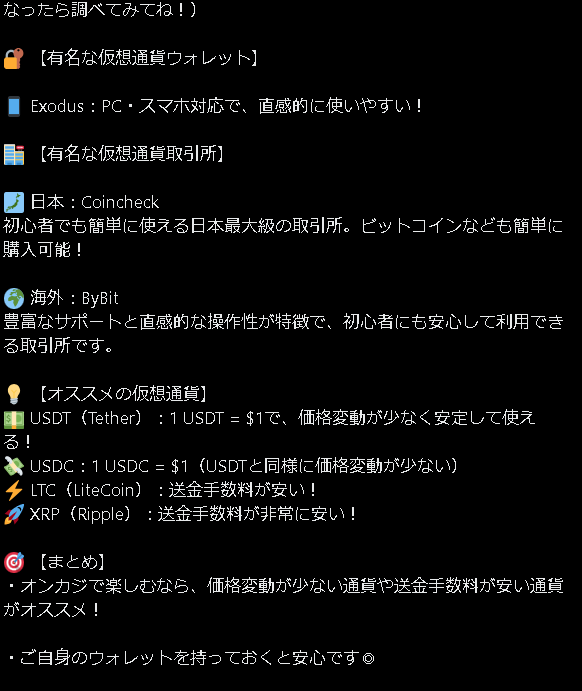 なったら調べてみてね！）
🔐 【有名な仮想通貨ウォレット】
📱 Exodus：PC・スマホ対応で、直感的に使いやすい！
🏪 【有名な仮想通貨取引所】
🗾 日本：Coincheck
初心者でも簡単に使える日本最大級の取引所。ビットコインなども簡単に
購入可能！
🌍 海外：ByBit
豊富なサポートと直感的な操作性が特徴で、初心者にも安心して利用でき
る取引所です。
💡 【オススメの仮想通貨】
💵 USDT（Tether）：1 USDT = $1で、価格変動が少なく安定して使え
る！
💸 USDC：1 USDC = $1（USDTと同様に価格変動が少ない）
⚡ LTC（LiteCoin）：送金手数料が安い！
🚀 XRP（Ripple）：送金手数料が非常に安い！
🎯 【まとめ】
・オンカジで楽しむなら、価格変動が少ない通貨や送金手数料が安い通貨
がオススメ！
・ご自身のウォレットを持っておくと安心です◎